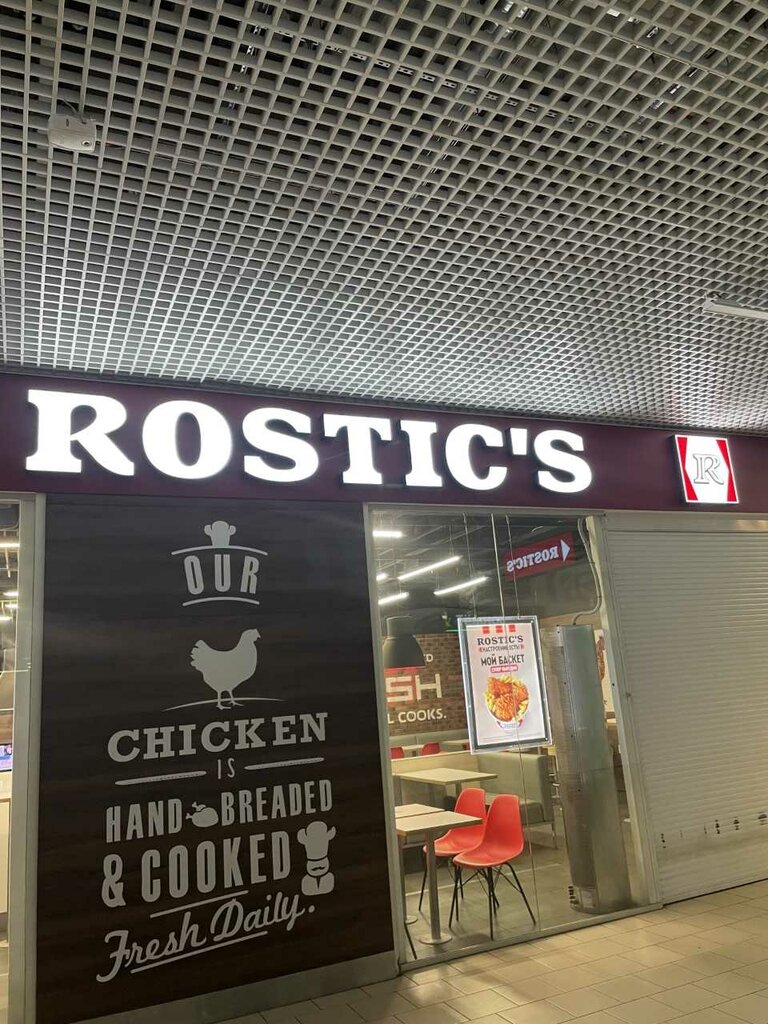 ROSTIC'S
R
OUR
CHICKEN
IS
HAND BREADED
& COOKED
Fresh Daily.
ROSTIC'S
SH
L COOKS.
ROSTIC'S
МОЙ БАСКЕТ